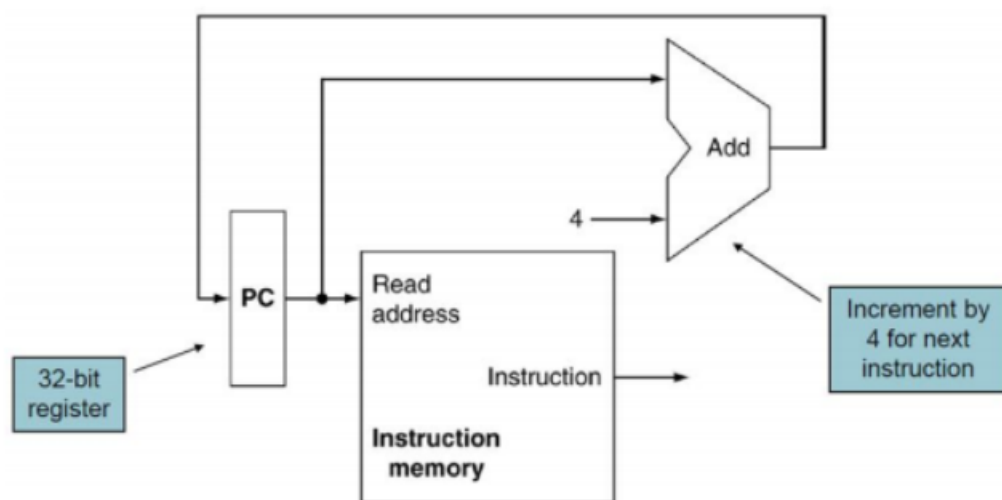 Add
4
PC
Read
address
Increment by
4 for next
instruction
Instruction
32-bit
register
Instruction
memory